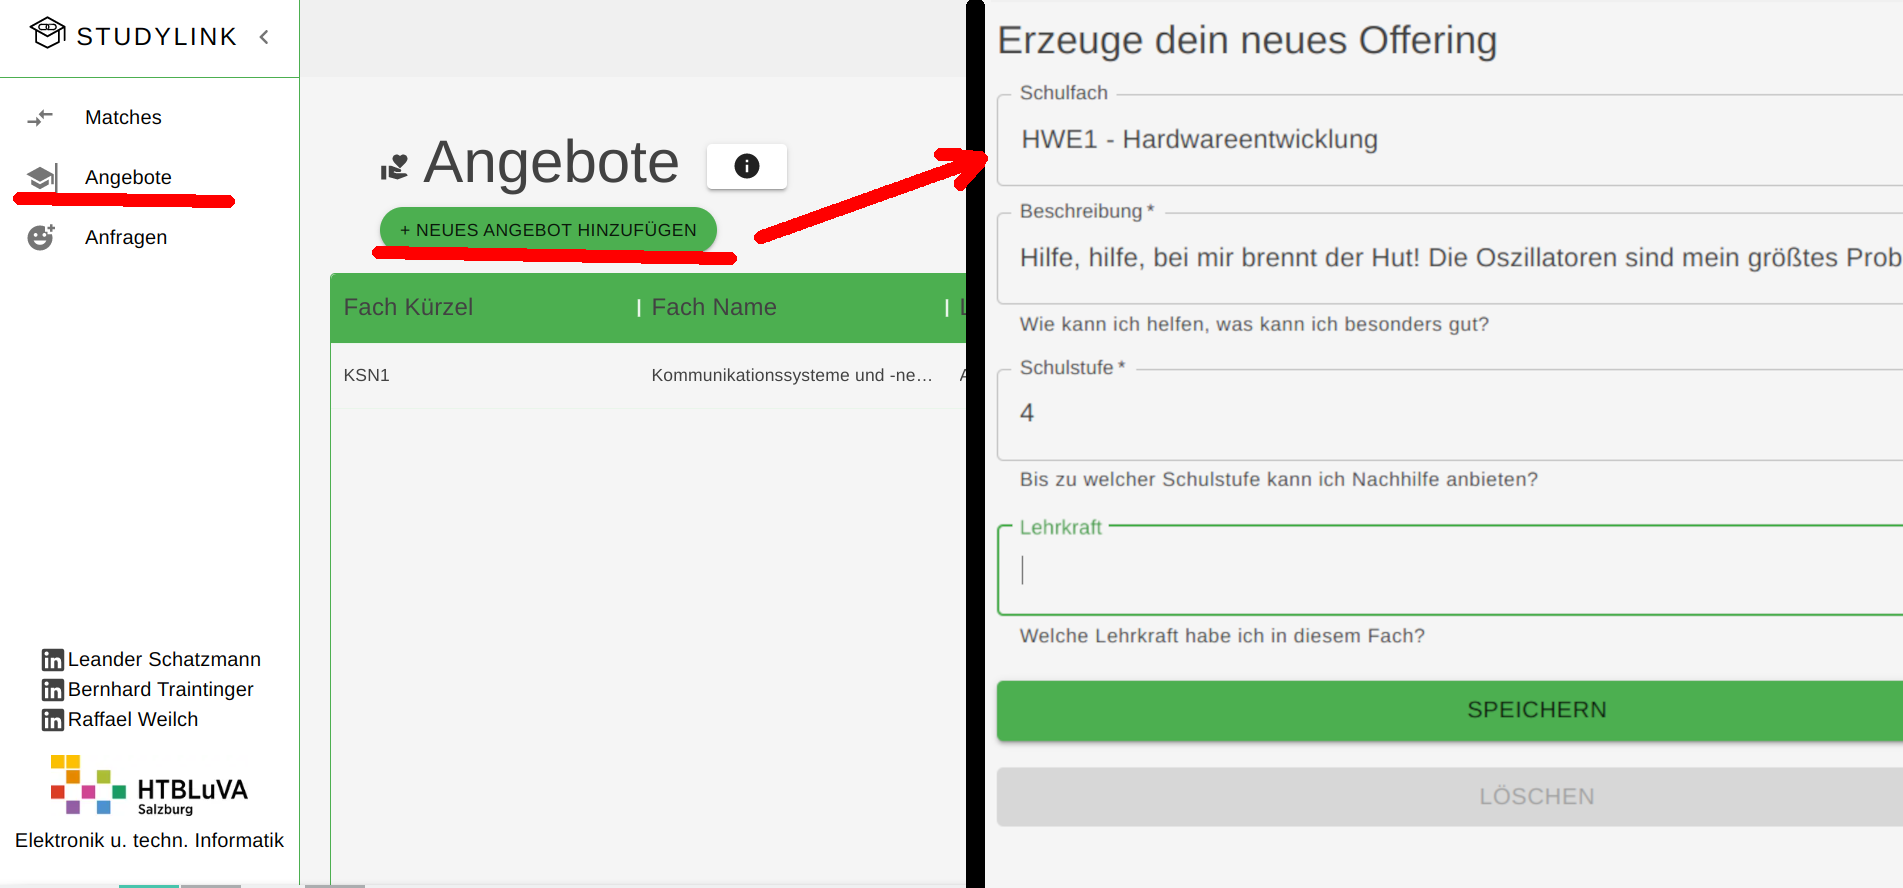 STUDYLINK
Matches
Angebote
Anfragen
Leander Schatzmann
Bernhard Traintinger
Raffael Weilch
HTBLuVA
Salzburg
Elektronik u. techn. Informatik
Angebote
+ NEUES ANGEBOT HINZUFÜGEN
Fach Kürzel
Fach Name
KSN1
Kommunikationssysteme und -ne…
Erzeuge dein neues Offering
Schulfach
HWE1 - Hardwareentwicklung
Beschreibung *
Hilfe, hilfe, bei mir brennt der Hut! Die Oszillatoren sind mein größtes Prob
Wie kann ich helfen, was kann ich besonders gut?
Schulstufe *
4
Bis zu welcher Schulstufe kann ich Nachhilfe anbieten?
Lehrkraft
Welche Lehrkraft habe ich in diesem Fach?
SPEICHERN
LÖSCHEN